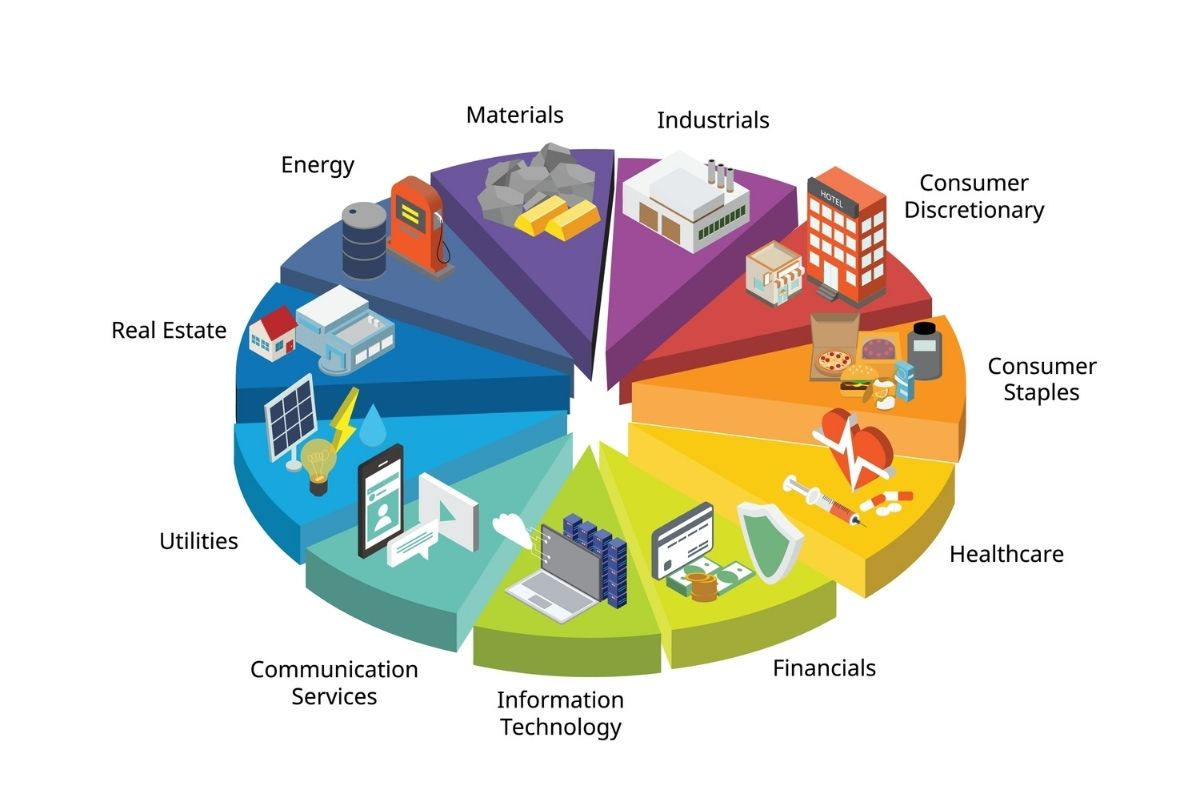 Materials
Industrials
Energy
Consumer
Discretionary
HOTEL
Real Estate
Consumer
Staples
Utilities
Healthcare
Communication
Services
Financials
Information
Technology